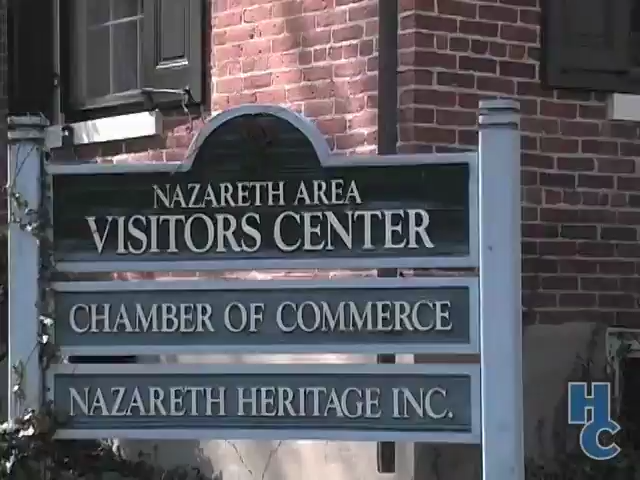 NAZARETH AREA
VISITORS CENTER
CHAMBER OF COMMERCE
NAZARETH HERITAGE INC.
HC